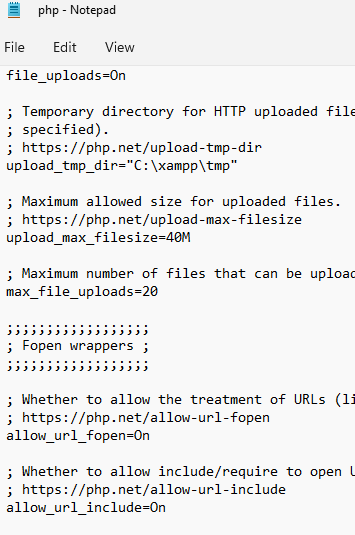 php - Notepad
File Edit View
file_uploads=On
; Temporary directory for HTTP uploaded file
; specified).
; https://php.net/upload-tmp-dir
upload_tmp_dir="C:\xampp\tmp"
; Maximum allowed size for uploaded files.
; https://php.net/upload-max-filesize
upload_max_filesize=40M
; Maximum number of files that can be upload
max_file_uploads=20
;;;;;;;;;;;;;;;;;;
; Fopen wrappers ;
;;;;;;;;;;;;;;;;;;
; Whether to allow the treatment of URLs (li
; https://php.net/allow-url-fopen
allow_url_fopen=On
; Whether to allow include/require to open U
; https://php.net/allow-url-include
allow_url_include=On